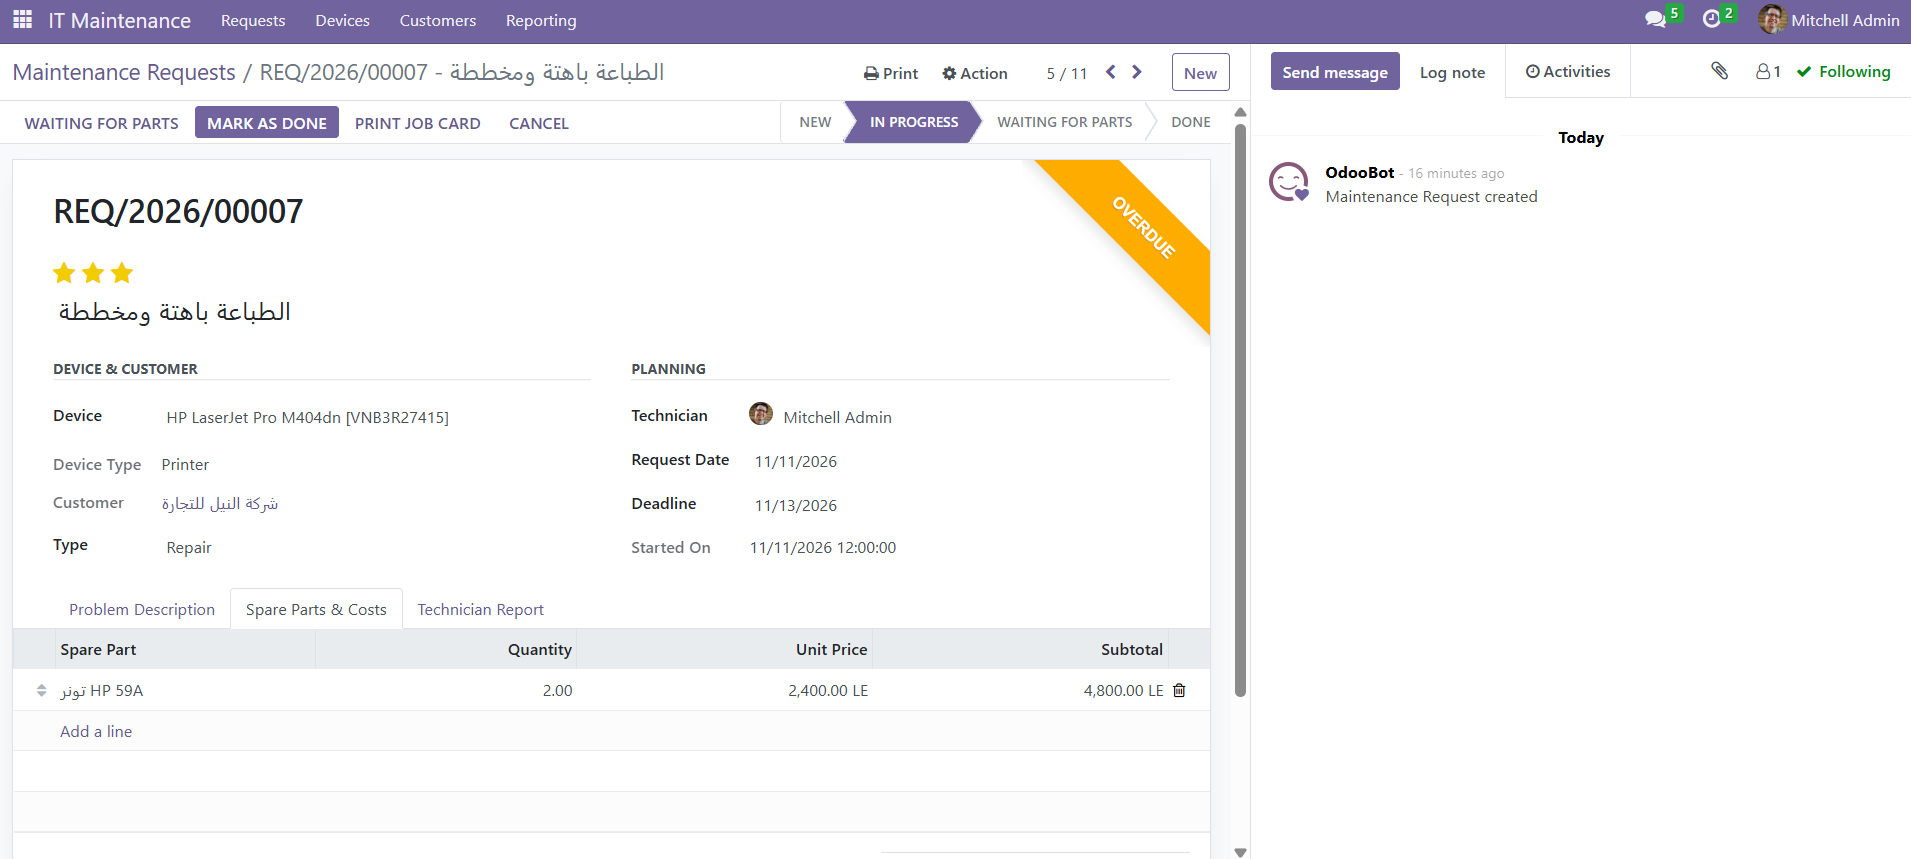 IT Maintenance Requests Devices Customers Reporting 5 2 Mitchell Admin
Maintenance Requests / REQ/2026/00007 - الطباعة باهتة ومخططة Print Action 5 / 11 New
Send message Log note Activities 1 Following
WAITING FOR PARTS MARK AS DONE PRINT JOB CARD CANCEL NEW IN PROGRESS WAITING FOR PARTS DONE
Today
OdooBot - 16 minutes ago
Maintenance Request created
REQ/2026/00007
OVERDUE
الطباعة باهتة ومخططة
DEVICE & CUSTOMER
Device HP LaserJet Pro M404dn [VNB3R27415]
Device Type Printer
Customer شركة النيل للتجارة
Type Repair
PLANNING
Technician Mitchell Admin
Request Date 11/11/2026
Deadline 11/13/2026
Started On 11/11/2026 12:00:00
Problem Description Spare Parts & Costs Technician Report
Spare Part Quantity Unit Price Subtotal
تونر HP 59A 2.00 2,400.00 LE 4,800.00 LE
Add a line